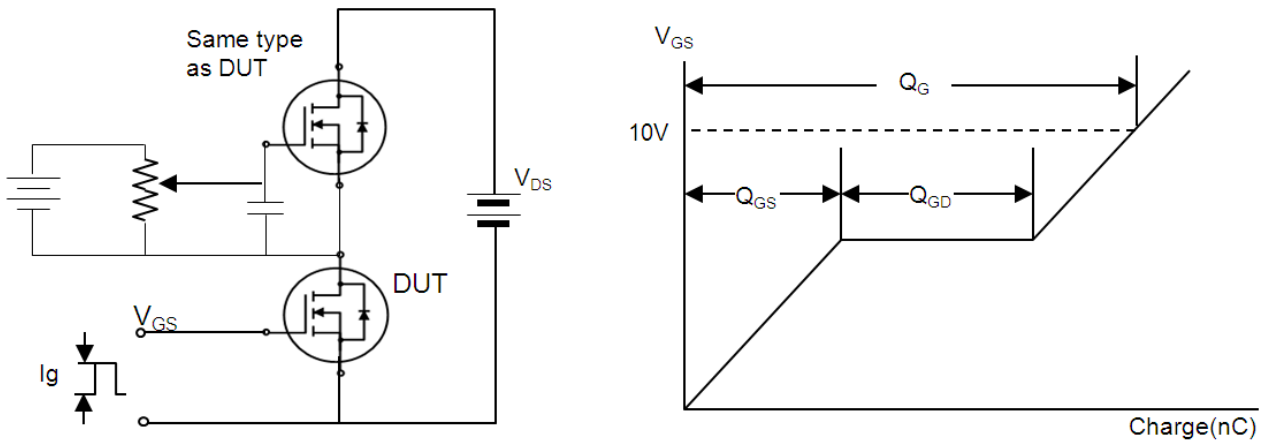 Same type
as DUT
VDS
DUT
VGS
Ig
VGS
QG
10V
QGS
QGD
Charge(nC)